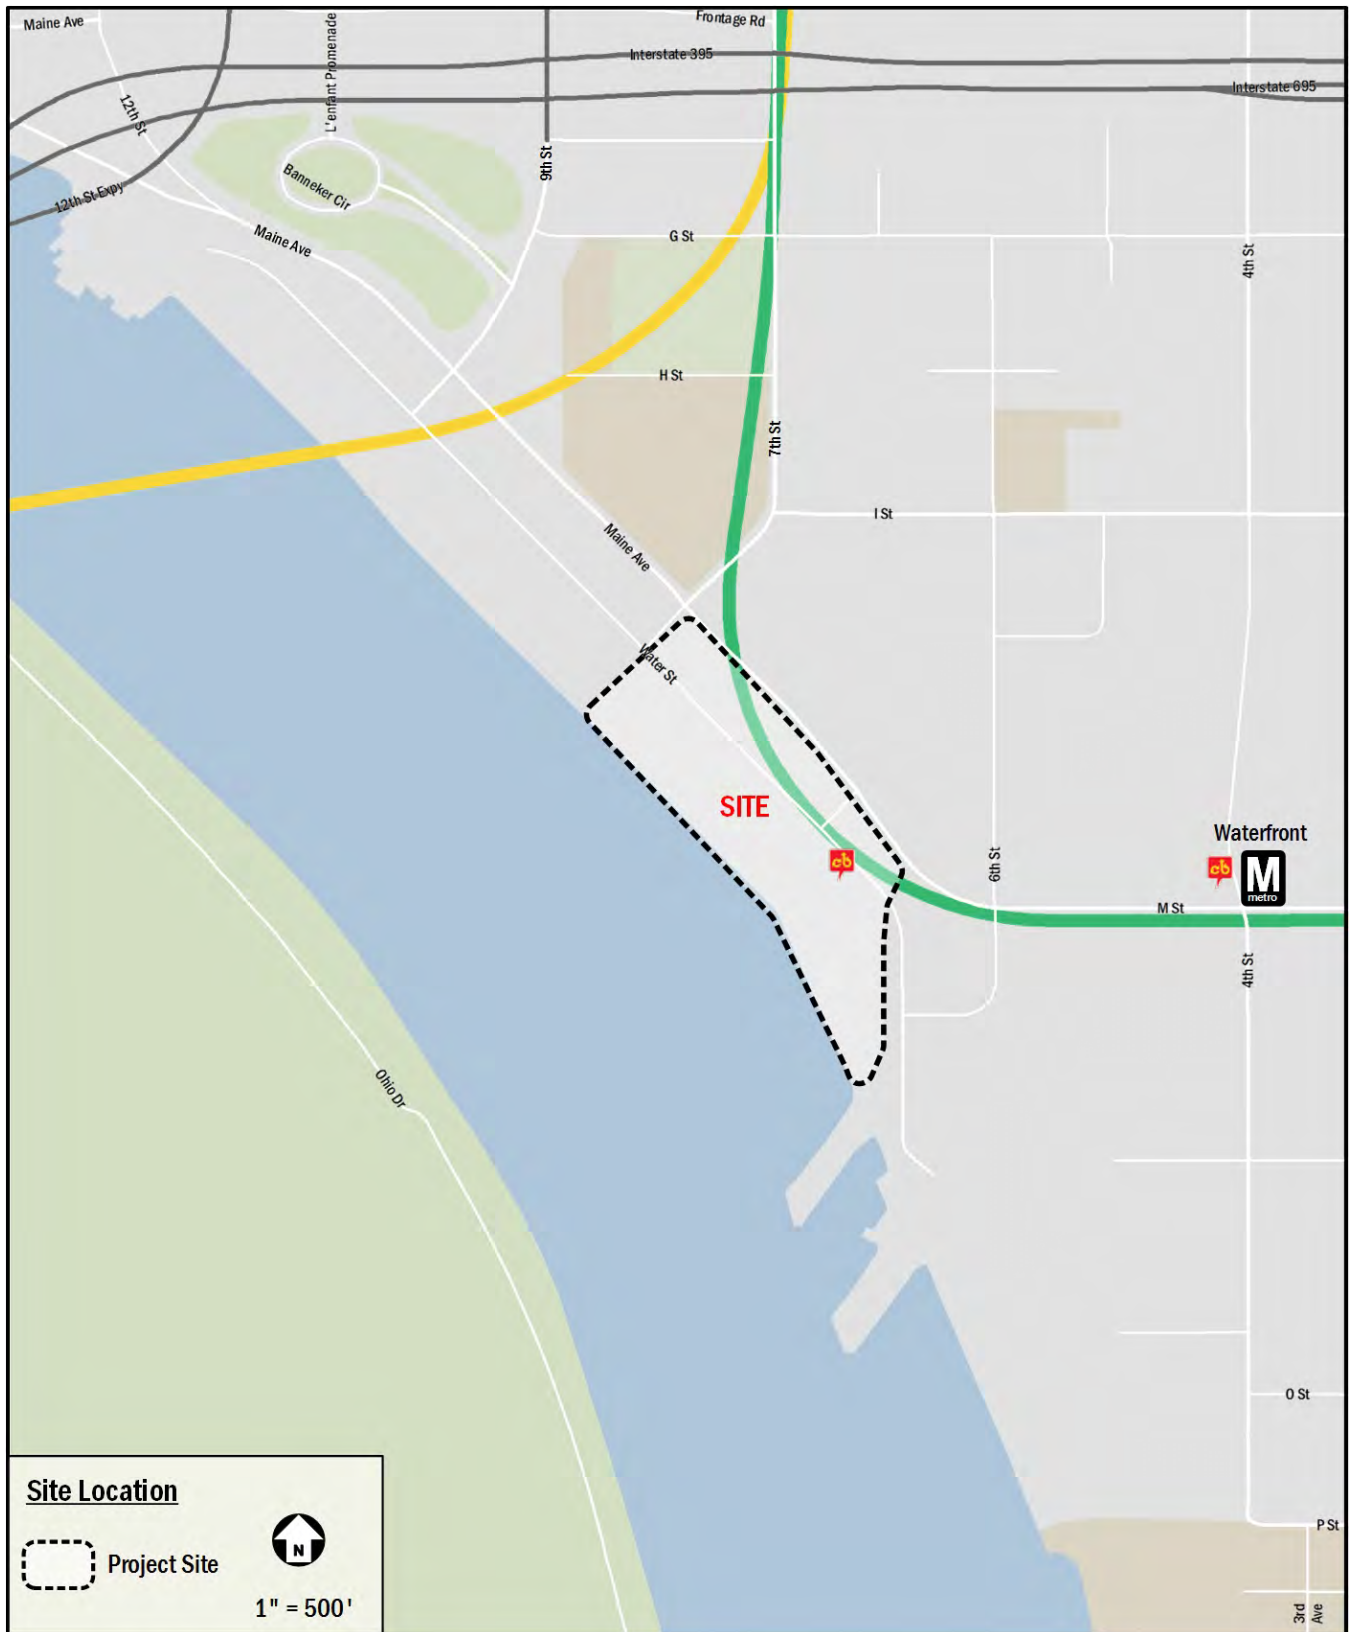 Maine Ave
L'enfant Promenade
Frontage Rd
Interstate 395
Interstate 695
12th St
9th St
Banneker Cir
12th St Expy
Maine Ave
G St
4th St
H St
7th St
I St
Maine Ave
Water St
SITE
cb
6th St
Waterfront
cb
M
metro
M St
4th St
Ohio Dr
O St
P St
3rd
Ave
Site Location
N
Project Site
1" = 500'